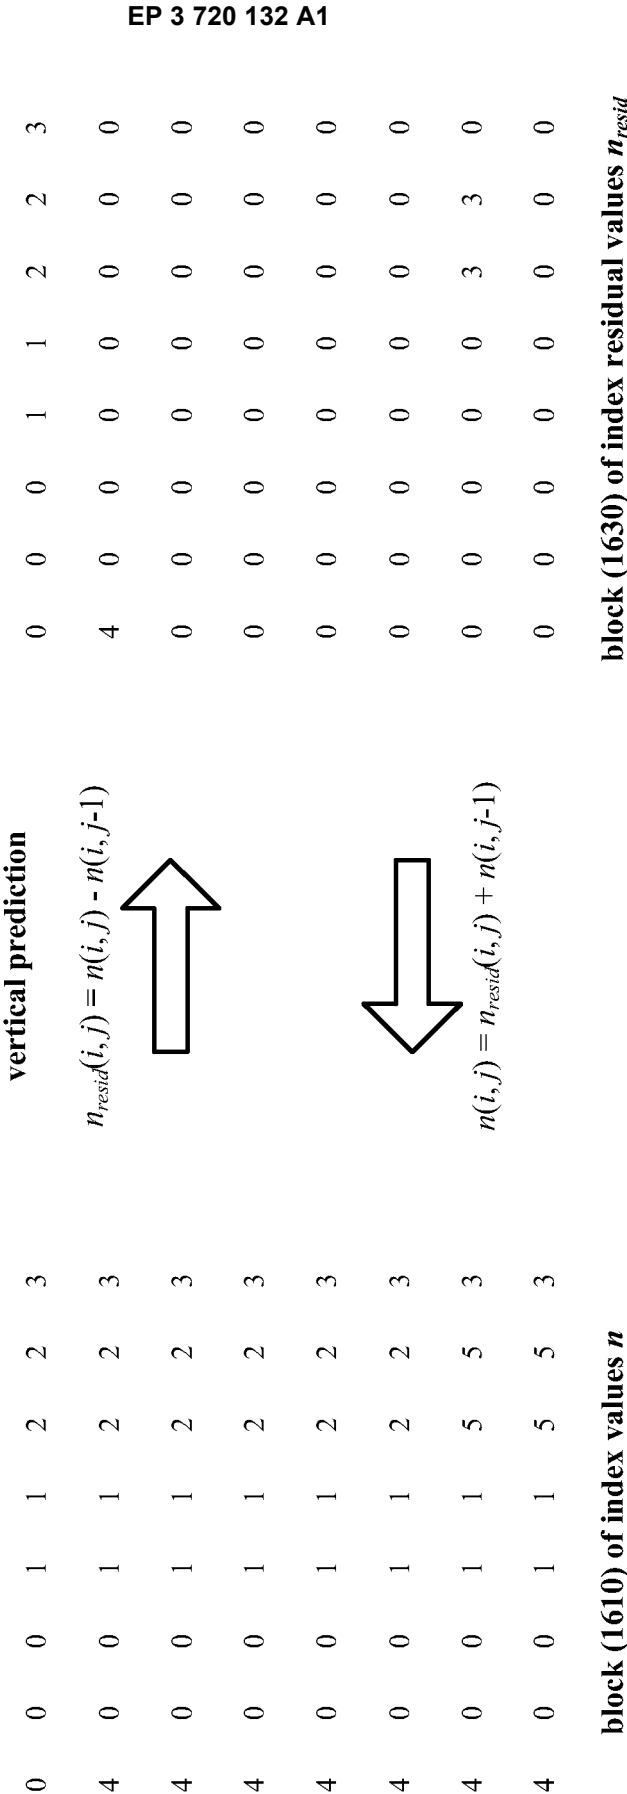 EP 3 720 132 A1
0 0 0 1 1 2 2 3
4 0 0 1 1 2 2 3
4 0 0 1 1 2 2 3
4 0 0 1 1 2 2 3
4 0 0 1 1 2 2 3
4 0 0 1 1 2 2 3
4 0 0 1 1 5 5 3
4 0 0 1 1 5 5 3
block (1610) of index values n
vertical prediction
n_resid(i, j) = n(i, j) - n(i, j-1)
n(i, j) = n_resid(i, j) + n(i, j-1)
0 0 0 1 1 2 2 3
4 0 0 0 0 0 0 0
0 0 0 0 0 0 0 0
0 0 0 0 0 0 0 0
0 0 0 0 0 0 0 0
0 0 0 0 0 0 0 0
0 0 0 0 0 3 3 0
0 0 0 0 0 0 0 0
block (1630) of index residual values n_resid